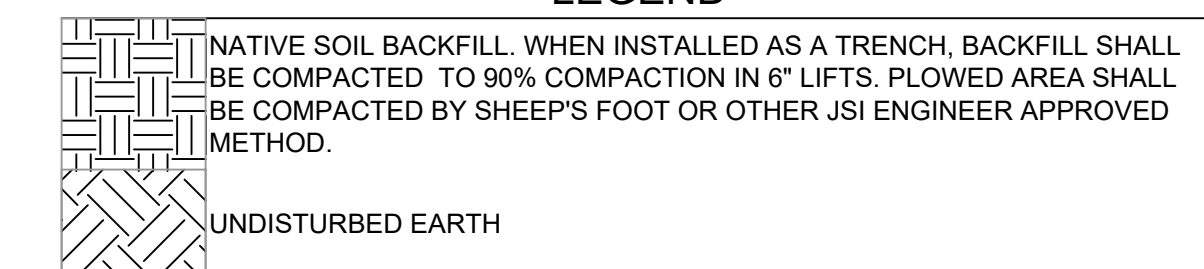 LEGEND
NATIVE SOIL BACKFILL. WHEN INSTALLED AS A TRENCH, BACKFILL SHALL
BE COMPACTED  TO 90% COMPACTION IN 6" LIFTS. PLOWED AREA SHALL
BE COMPACTED BY SHEEP'S FOOT OR OTHER JSI ENGINEER APPROVED
METHOD.
UNDISTURBED EARTH